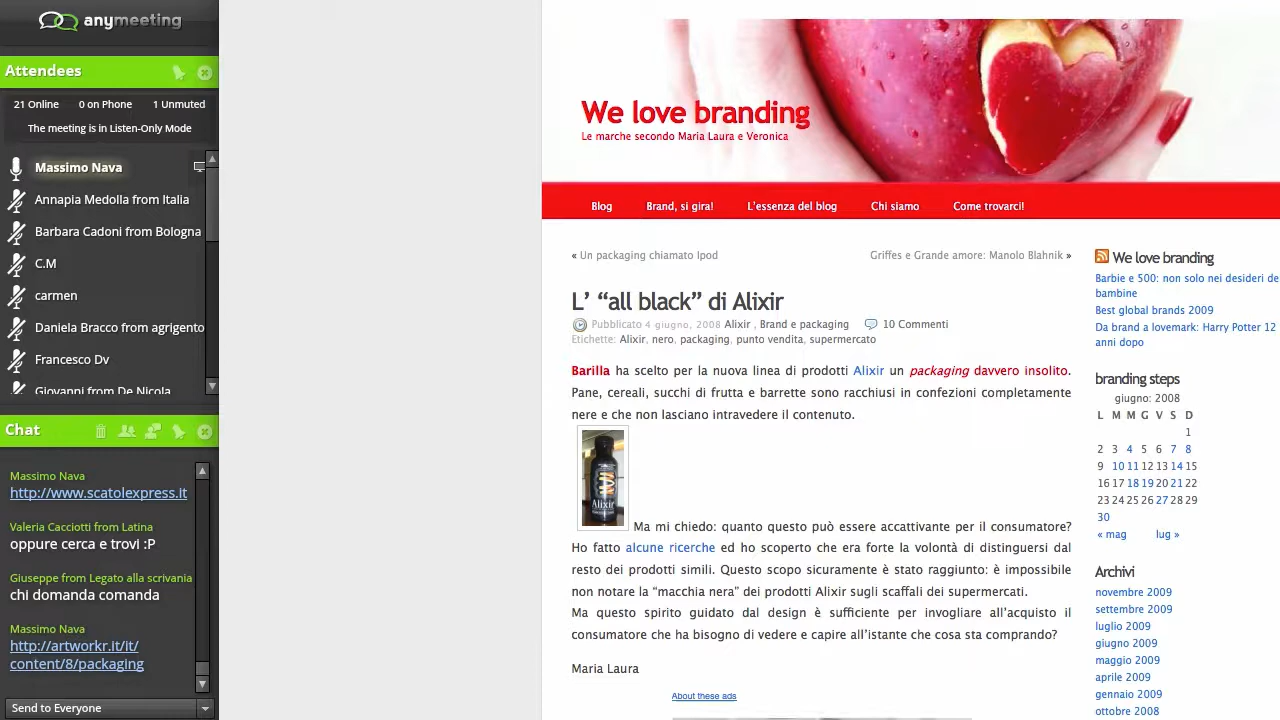 anymeeting
Attendees
21 Online 0 on Phone 1 Unmuted
The meeting is in Listen-Only Mode
Massimo Nava
Annapia Medolla from Italia
Barbara Cadoni from Bologna
C.M
carmen
Daniela Bracco from agrigento
Francesco Dv
Giovanni from De Nicola
Chat
Massimo Nava
http://www.scatolexpress.it
Valeria Cacciotti from Latina
oppure cerca e trovi :P
Giuseppe from Legato alla scrivania
chi domanda comanda
Massimo Nava
http://artworkr.it/it/
content/8/packaging
Send to Everyone
We love branding
Le marche secondo Maria Laura e Veronica
Blog Brand, si gira! L'essenza del blog Chi siamo Come trovarci!
« Un packaging chiamato Ipod Griffes e Grande amore: Manolo Blahnik »
L' “all black” di Alixir
Pubblicato 4 giugno, 2008 Alixir , Brand e packaging 10 Commenti
Etichette: Alixir, nero, packaging, punto vendita, supermercato
Barilla ha scelto per la nuova linea di prodotti Alixir un packaging davvero insolito.
Pane, cereali, succhi di frutta e barrette sono racchiusi in confezioni completamente
nere e che non lasciano intravedere il contenuto.
Alixir
Ma mi chiedo: quanto questo può essere accattivante per il consumatore?
Ho fatto alcune ricerche ed ho scoperto che era forte la volontà di distinguersi dal
resto dei prodotti simili. Questo scopo sicuramente è stato raggiunto: è impossibile
non notare la “macchia nera” dei prodotti Alixir sugli scaffali dei supermercati.
Ma questo spirito guidato dal design è sufficiente per invogliare all'acquisto il
consumatore che ha bisogno di vedere e capire all'istante che cosa sta comprando?
Maria Laura
About these ads
We love branding
Barbie e 500: non solo nei desideri de
bambine
Best global brands 2009
Da brand a lovemark: Harry Potter 12
anni dopo
branding steps
giugno: 2008
L M M G V S D
1
2 3 4 5 6 7 8
9 10 11 12 13 14 15
16 17 18 19 20 21 22
23 24 25 26 27 28 29
30
« mag lug »
Archivi
novembre 2009
settembre 2009
luglio 2009
giugno 2009
maggio 2009
aprile 2009
gennaio 2009
ottobre 2008